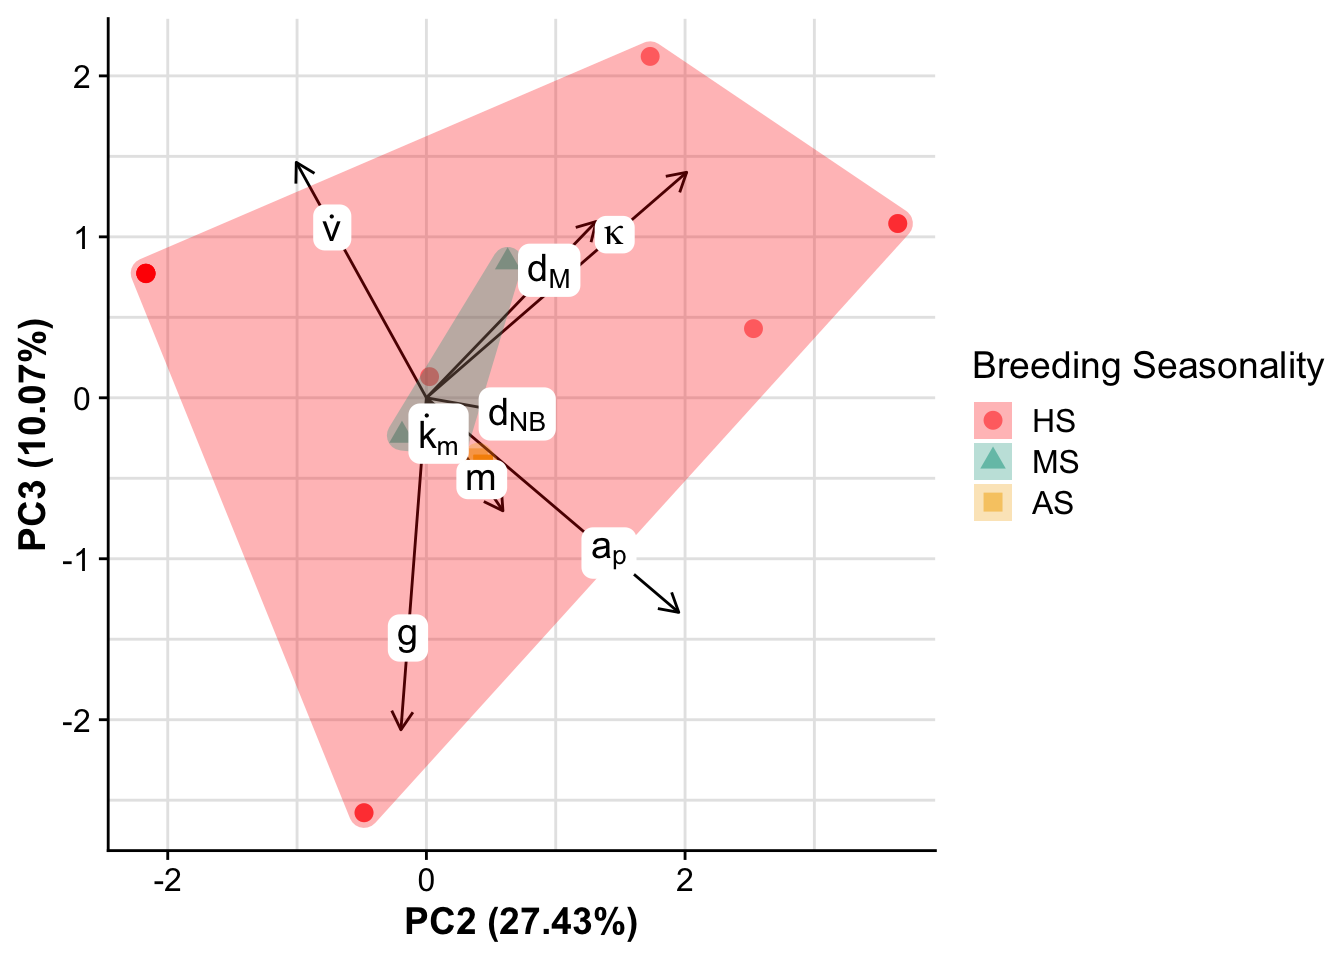 2
1
0
-1
-2
PC3 (10.07%)
v̇
κ
d_M
d_NB
k̇_m
m
a_p
g
-2 0 2
PC2 (27.43%)
Breeding Seasonality
HS
MS
AS